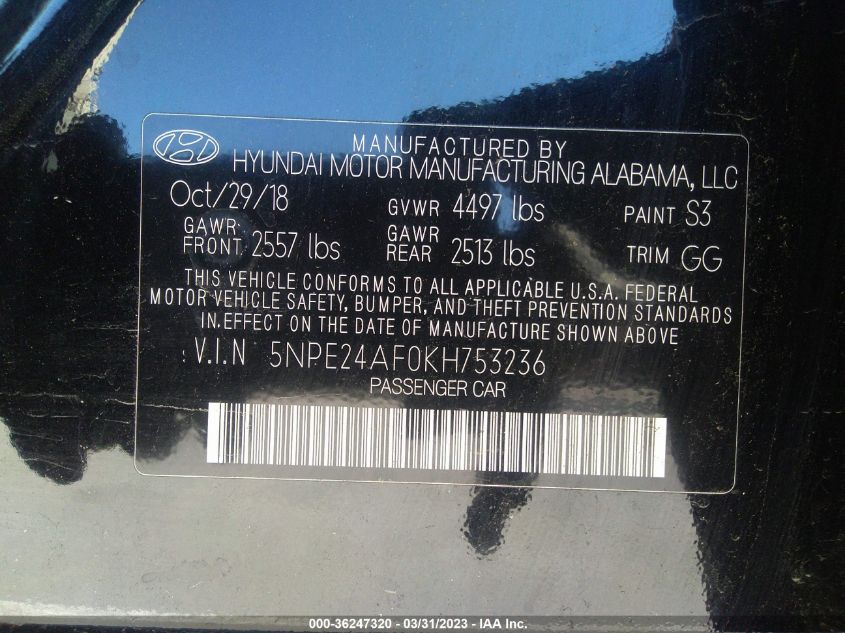 MANUFACTURED BY
HYUNDAI MOTOR MANUFACTURING ALABAMA, LLC
Oct/29/18 GVWR 4497 lbs PAINT S3
GAWR FRONT 2557 lbs GAWR REAR 2513 lbs TRIM GG
THIS VEHICLE CONFORMS TO ALL APPLICABLE U.S.A. FEDERAL
MOTOR VEHICLE SAFETY, BUMPER, AND THEFT PREVENTION STANDARDS
IN EFFECT ON THE DATE OF MANUFACTURE SHOWN ABOVE
: V.I.N 5NPE24AF0KH753236
PASSENGER CAR
000-36247320 - 03/31/2023 - IAA Inc.